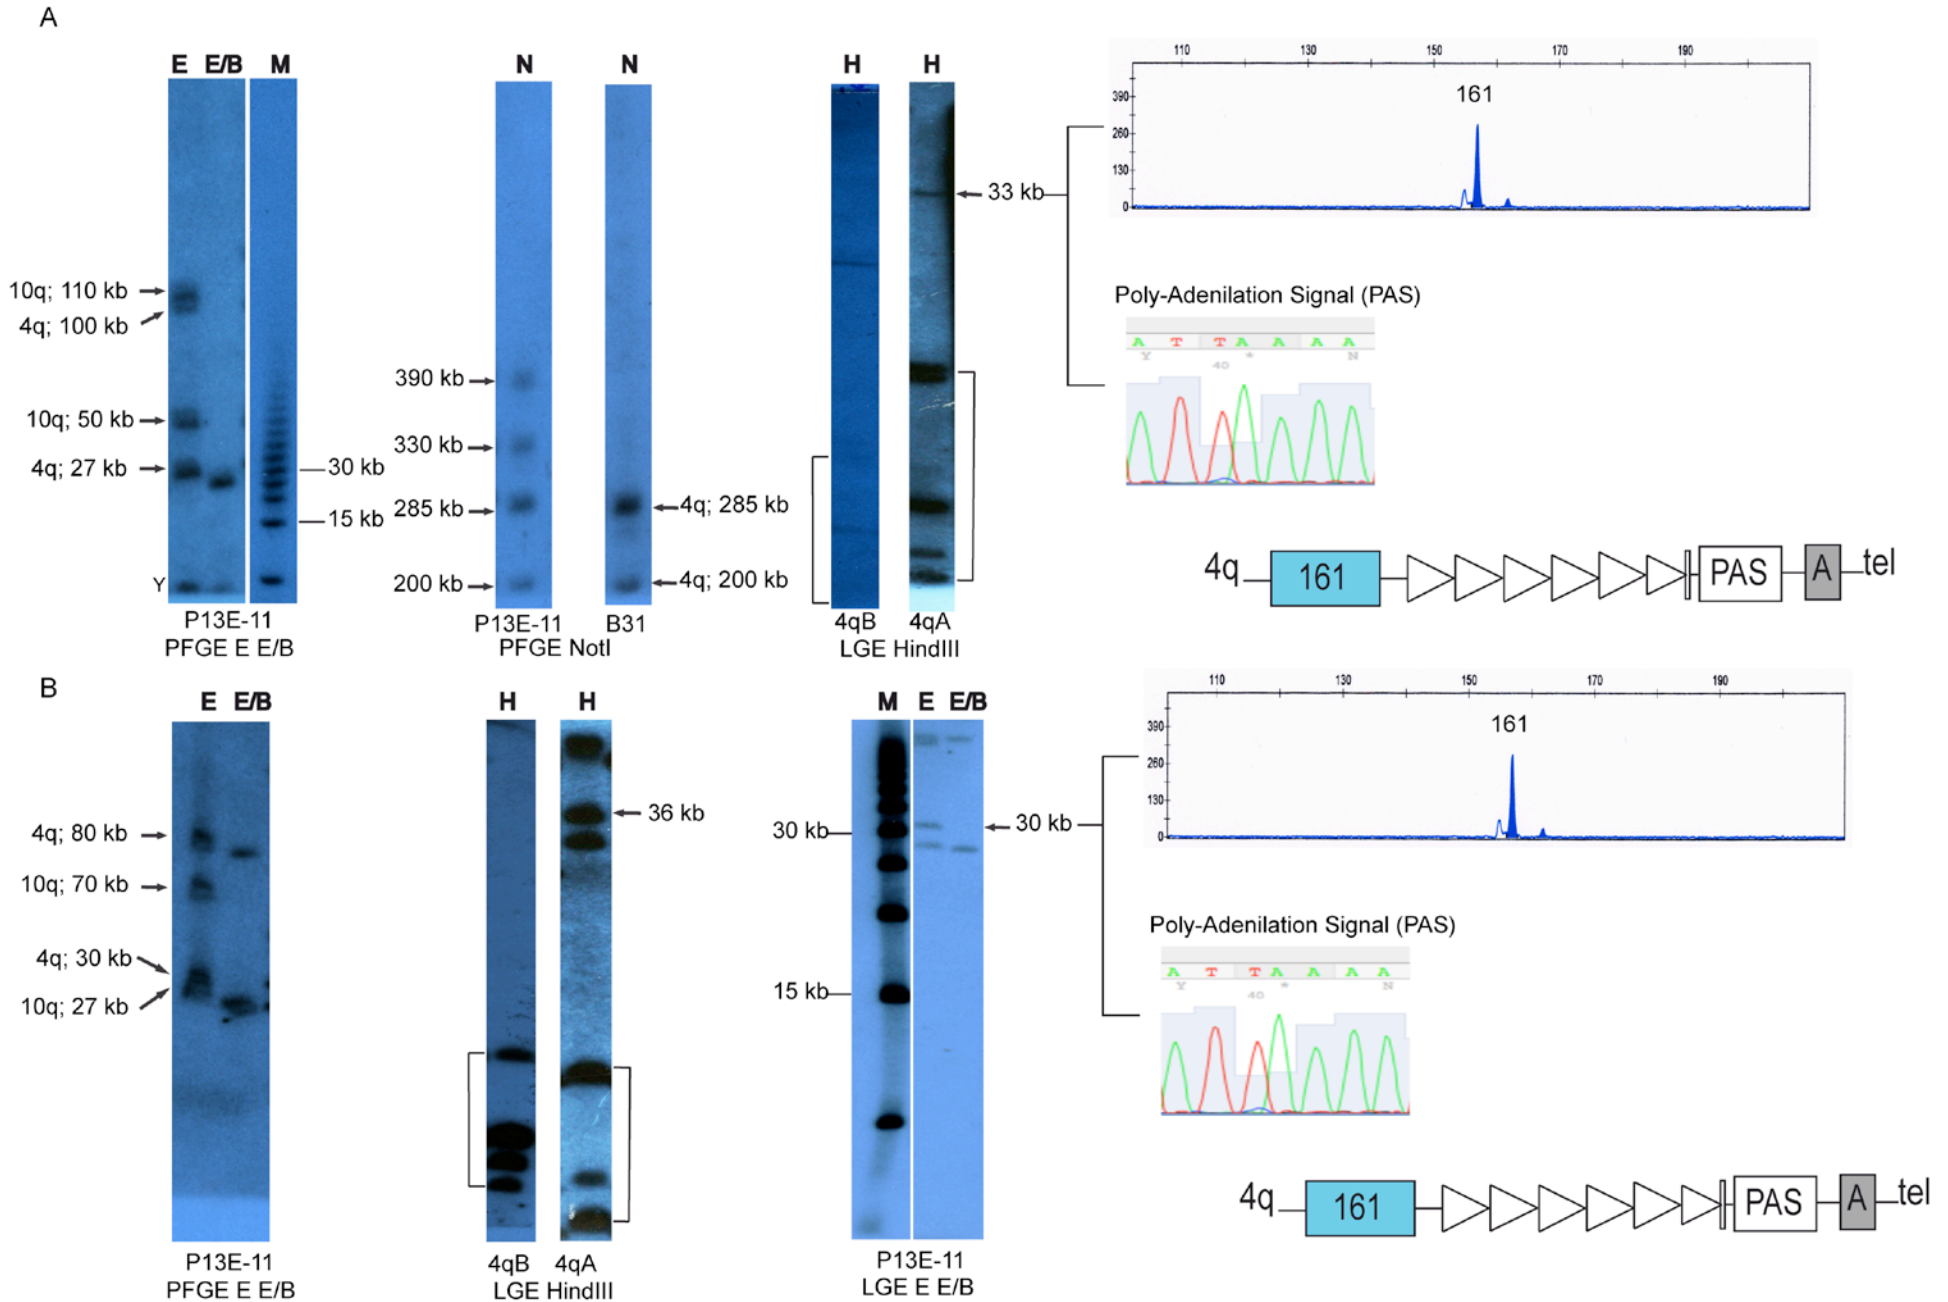 A
E E/B M
10q; 110 kb
4q; 100 kb
10q; 50 kb
4q; 27 kb
30 kb
15 kb
Y
P13E-11
PFGE E E/B
N N
390 kb
330 kb
285 kb
200 kb
4q; 285 kb
4q; 200 kb
P13E-11 B31
PFGE NotI
H H
33 kb
4qB 4qA
LGE HindIII
110 130 150 170 190
390
260
130
0
161
Poly-Adenilation Signal (PAS)
A T T A A A A
Y * N
40
4q 161 PAS A tel
B
E E/B
4q; 80 kb
10q; 70 kb
4q; 30 kb
10q; 27 kb
P13E-11
PFGE E E/B
H H
36 kb
4qB 4qA
LGE HindIII
M E E/B
30 kb
15 kb
30 kb
P13E-11
LGE E E/B
110 130 150 170 190
390
260
130
0
161
Poly-Adenilation Signal (PAS)
A T T A A A A
Y * N
40
4q 161 PAS A tel